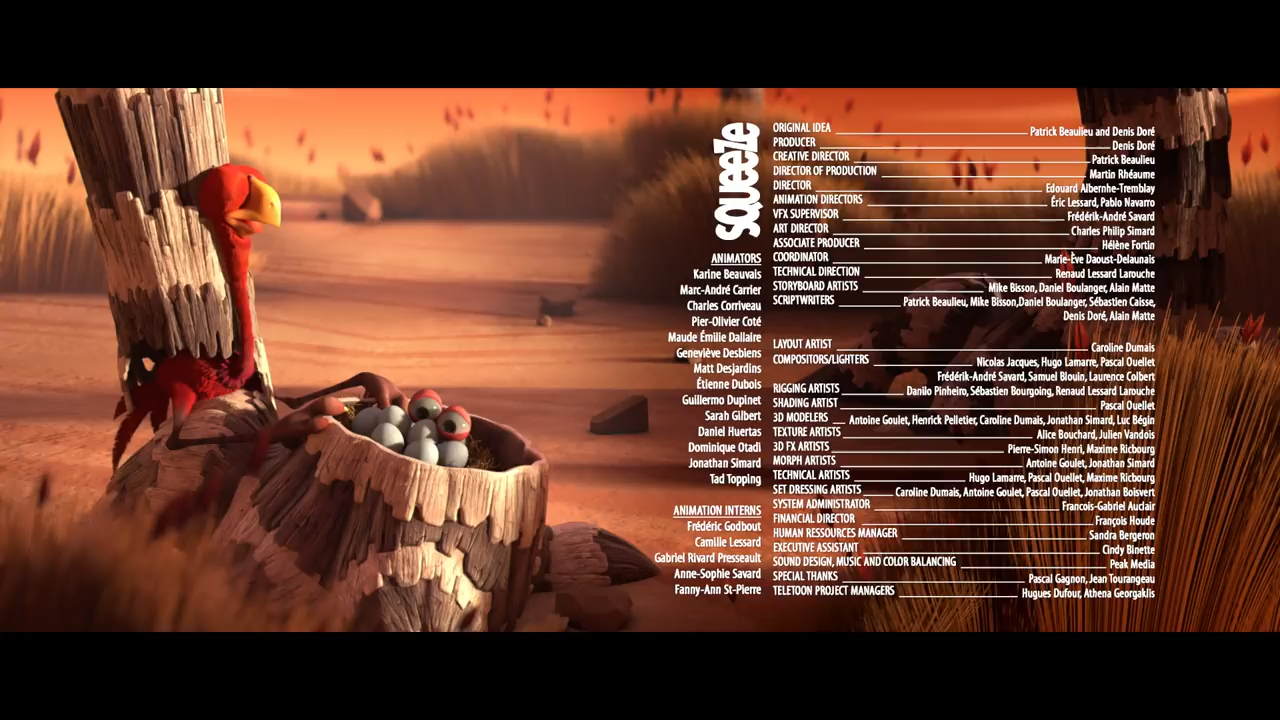 squeeze
ANIMATORS
Karine Beauvais
Marc-André Carrier
Charles Corriveau
Pier-Olivier Coté
Maude Émilie Dallaire
Geneviève Desbiens
Matt Desjardins
Étienne Dubois
Guillermo Dupinet
Sarah Gilbert
Daniel Huertas
Dominique Otadi
Jonathan Simard
Tad Topping
ANIMATION INTERNS
Frédéric Godbout
Camille Lessard
Gabriel Rivard Presseault
Anne-Sophie Savard
Fanny-Ann St-Pierre
ORIGINAL IDEA Patrick Beaulieu and Denis Doré
PRODUCER Denis Doré
CREATIVE DIRECTOR Patrick Beaulieu
DIRECTOR OF PRODUCTION Martin Rhéaume
DIRECTOR Edouard Albernhe-Tremblay
ANIMATION DIRECTORS Éric Lessard, Pablo Navarro
VFX SUPERVISOR Frédérik-André Savard
ART DIRECTOR Charles Philip Simard
ASSOCIATE PRODUCER Hélène Fortin
COORDINATOR Marie-Ève Daoust-Delaunais
TECHNICAL DIRECTION Renaud Lessard Larouche
STORYBOARD ARTISTS Mike Bisson, Daniel Boulanger, Alain Matte
SCRIPTWRITERS Patrick Beaulieu, Mike Bisson,Daniel Boulanger, Sébastien Caisse,
Denis Doré, Alain Matte
LAYOUT ARTIST Caroline Dumais
COMPOSITORS/LIGHTERS Nicolas Jacques, Hugo Lamarre, Pascal Ouellet
Frédérik-André Savard, Samuel Blouin, Laurence Colbert
RIGGING ARTISTS Danilo Pinheiro, Sébastien Bourgoing, Renaud Lessard Larouche
SHADING ARTIST Pascal Ouellet
3D MODELERS Antoine Goulet, Henrick Pelletier, Caroline Dumais, Jonathan Simard, Luc Bégin
TEXTURE ARTISTS Alice Bouchard, Julien Vandois
3D FX ARTISTS Pierre-Simon Henri, Maxime Ricbourg
MORPH ARTISTS Antoine Goulet, Jonathan Simard
TECHNICAL ARTISTS Hugo Lamarre, Pascal Ouellet, Maxime Ricbourg
SET DRESSING ARTISTS Caroline Dumais, Antoine Goulet, Pascal Ouellet, Jonathan Boisvert
SYSTEM ADMINISTRATOR Francois-Gabriel Auclair
FINANCIAL DIRECTOR François Houde
HUMAN RESSOURCES MANAGER Sandra Bergeron
EXECUTIVE ASSISTANT Cindy Binette
SOUND DESIGN, MUSIC AND COLOR BALANCING Peak Media
SPECIAL THANKS Pascal Gagnon, Jean Tourangeau
TELETOON PROJECT MANAGERS Hugues Dufour, Athena Georgaklis